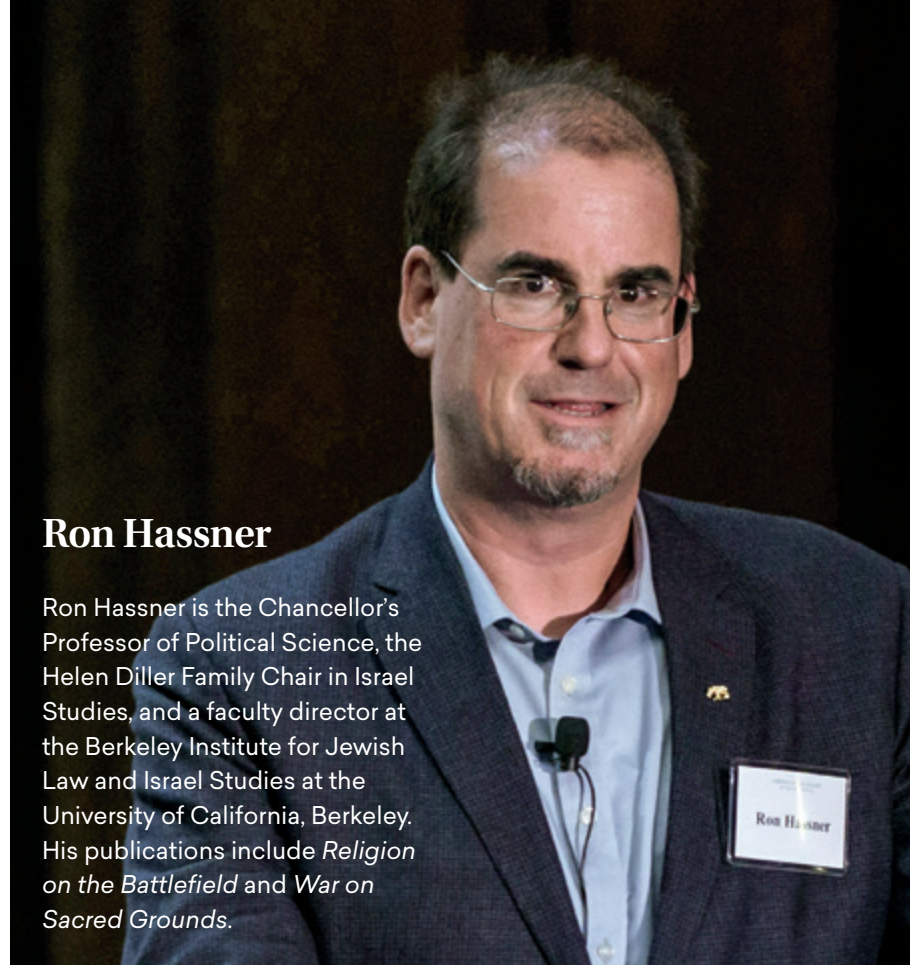 Ron Hassner
Ron Hassner is the Chancellor’s
Professor of Political Science, the
Helen Diller Family Chair in Israel
Studies, and a faculty director at
the Berkeley Institute for Jewish
Law and Israel Studies at the
University of California, Berkeley.
His publications include Religion
on the Battlefield and War on
Sacred Grounds.
Ron Hassner